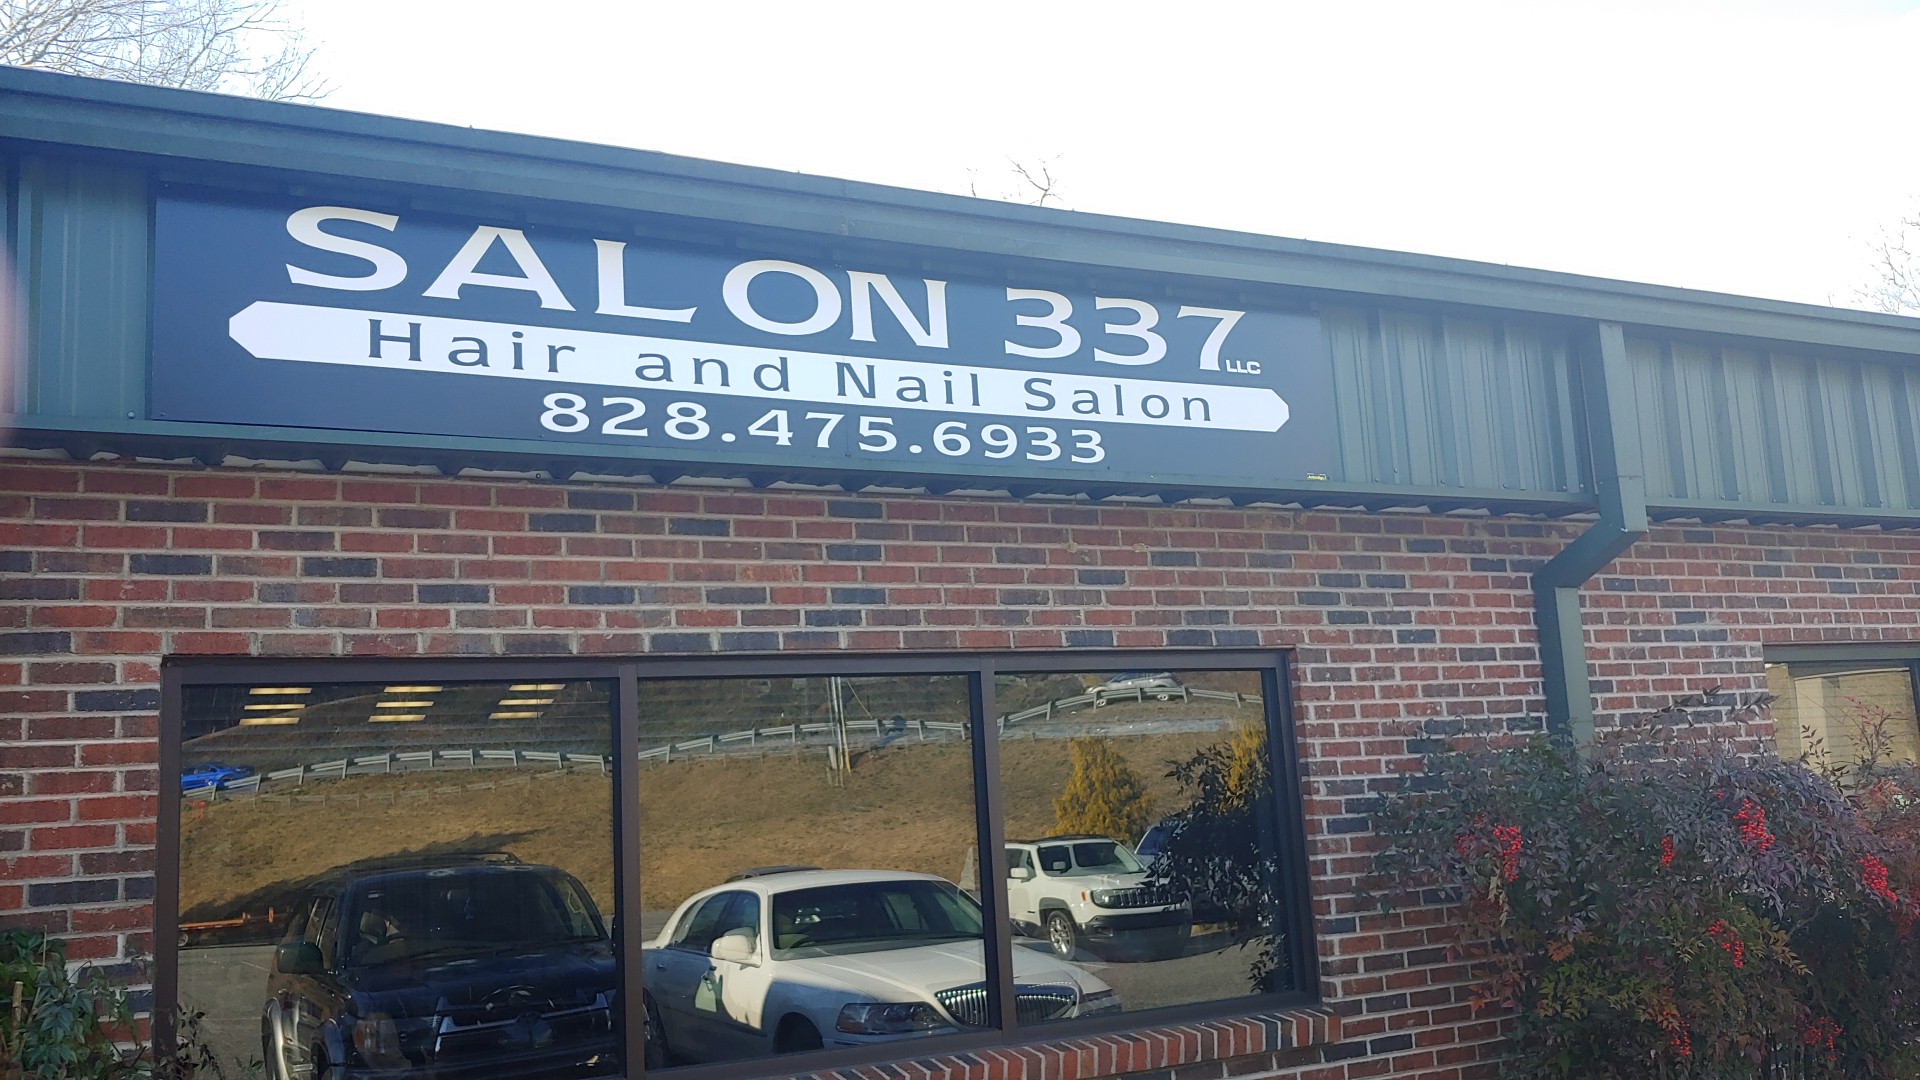 SALON 337 LLC
Hair and Nail Salon
828.475.6933